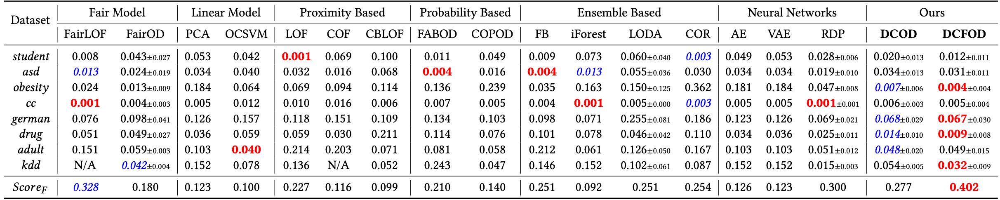 Dataset Fair Model Linear Model Proximity Based Probability Based Ensemble Based Neural Networks Ours
FairLOF FairOD PCA OCSVM LOF COF CBLOF FABOD COPOD FB iForest LODA COR AE VAE RDP DCOD DCFOD
student 0.008 0.043±0.027 0.053 0.042 0.001 0.069 0.100 0.011 0.049 0.009 0.073 0.060±0.040 0.003 0.049 0.053 0.028±0.006 0.020±0.013 0.012±0.011
asd 0.013 0.024±0.019 0.034 0.040 0.032 0.016 0.068 0.004 0.016 0.004 0.013 0.055±0.036 0.030 0.034 0.034 0.019±0.010 0.034±0.013 0.031±0.011
obesity 0.024 0.013±0.009 0.184 0.064 0.069 0.094 0.114 0.136 0.239 0.035 0.163 0.150±0.125 0.362 0.181 0.184 0.047±0.008 0.007±0.006 0.004±0.004
cc 0.001 0.004±0.003 0.005 0.012 0.010 0.016 0.006 0.007 0.005 0.004 0.001 0.005±0.000 0.003 0.005 0.005 0.001±0.001 0.006±0.003 0.005±0.004
german 0.076 0.098±0.041 0.126 0.157 0.118 0.151 0.109 0.134 0.103 0.098 0.071 0.255±0.081 0.186 0.123 0.126 0.069±0.021 0.068±0.029 0.067±0.030
drug 0.051 0.049±0.027 0.036 0.059 0.059 0.030 0.211 0.114 0.076 0.101 0.078 0.046±0.042 0.110 0.034 0.036 0.025±0.011 0.014±0.010 0.009±0.008
adult 0.151 0.059±0.003 0.103 0.040 0.214 0.203 0.071 0.081 0.058 0.212 0.061 0.126±0.050 0.167 0.103 0.103 0.051±0.012 0.048±0.020 0.049±0.015
kdd N/A 0.042±0.004 0.152 0.078 0.136 N/A 0.052 0.243 0.047 0.146 0.152 0.102±0.061 0.087 0.152 0.152 0.015±0.003 0.054±0.005 0.032±0.009
Score_F 0.328 0.180 0.123 0.100 0.227 0.116 0.099 0.210 0.140 0.251 0.092 0.251 0.254 0.126 0.123 0.300 0.277 0.402